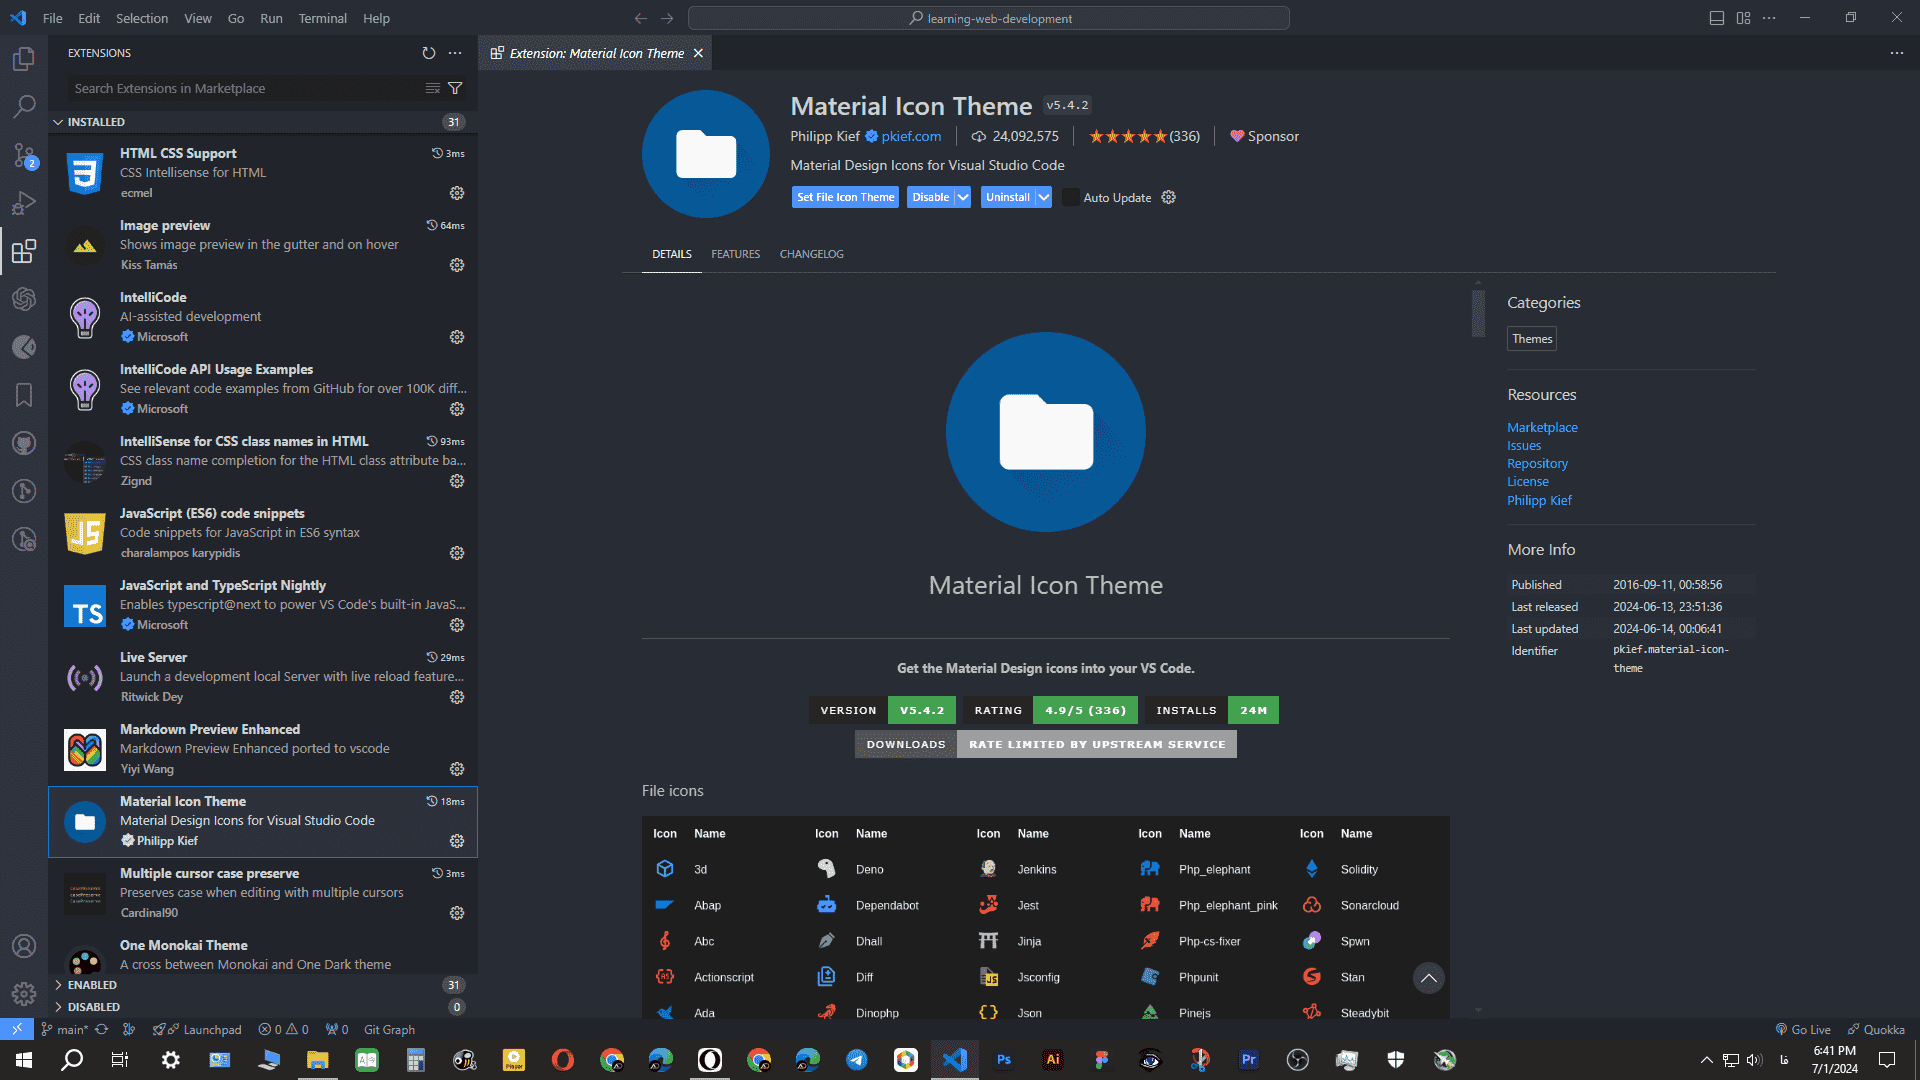 File Edit Selection View Go Run Terminal Help
learning-web-development
EXTENSIONS
Search Extensions in Marketplace
INSTALLED 31
HTML CSS Support 3ms
CSS Intellisense for HTML
ecmel
Image preview 64ms
Shows image preview in the gutter and on hover
Kiss Tamás
IntelliCode
AI-assisted development
Microsoft
IntelliCode API Usage Examples
See relevant code examples from GitHub for over 100K diff...
Microsoft
IntelliSense for CSS class names in HTML 93ms
CSS class name completion for the HTML class attribute ba...
Zignd
JavaScript (ES6) code snippets
Code snippets for JavaScript in ES6 syntax
charalampos karypidis
JavaScript and TypeScript Nightly
Enables typescript@next to power VS Code's built-in JavaS...
Microsoft
Live Server 29ms
Launch a development local Server with live reload feature...
Ritwick Dey
Markdown Preview Enhanced
Markdown Preview Enhanced ported to vscode
Yiyi Wang
Material Icon Theme 18ms
Material Design Icons for Visual Studio Code
Philipp Kief
Multiple cursor case preserve 3ms
Preserves case when editing with multiple cursors
Cardinal90
One Monokai Theme
A cross between Monokai and One Dark theme
ENABLED 31
DISABLED 0
2
Extension: Material Icon Theme
Material Icon Theme v5.4.2
Philipp Kief pkief.com 24,092,575 (336) Sponsor
Material Design Icons for Visual Studio Code
Set File Icon Theme Disable Uninstall Auto Update
DETAILS FEATURES CHANGELOG
Material Icon Theme
Get the Material Design icons into your VS Code.
VERSION V5.4.2 RATING 4.9/5 (336) INSTALLS 24M
DOWNLOADS RATE LIMITED BY UPSTREAM SERVICE
File icons
Icon Name Icon Name Icon Name Icon Name Icon Name
3d Deno Jenkins Php_elephant Solidity
Abap Dependabot Jest Php_elephant_pink Sonarcloud
Abc Dhall Jinja Php-cs-fixer Spwn
Actionscript Diff Jsconfig Phpunit Stan
Ada Dinophp Json Pinejs Steadybit
Categories
Themes
Resources
Marketplace
Issues
Repository
License
Philipp Kief
More Info
Published 2016-09-11, 00:58:56
Last released 2024-06-13, 23:51:36
Last updated 2024-06-14, 00:06:41
Identifier pkief.material-icon-
theme
main* Launchpad 0 0 0 Git Graph Go Live Quokka
Ps Ai Pr
فا
6:41 PM
7/1/2024